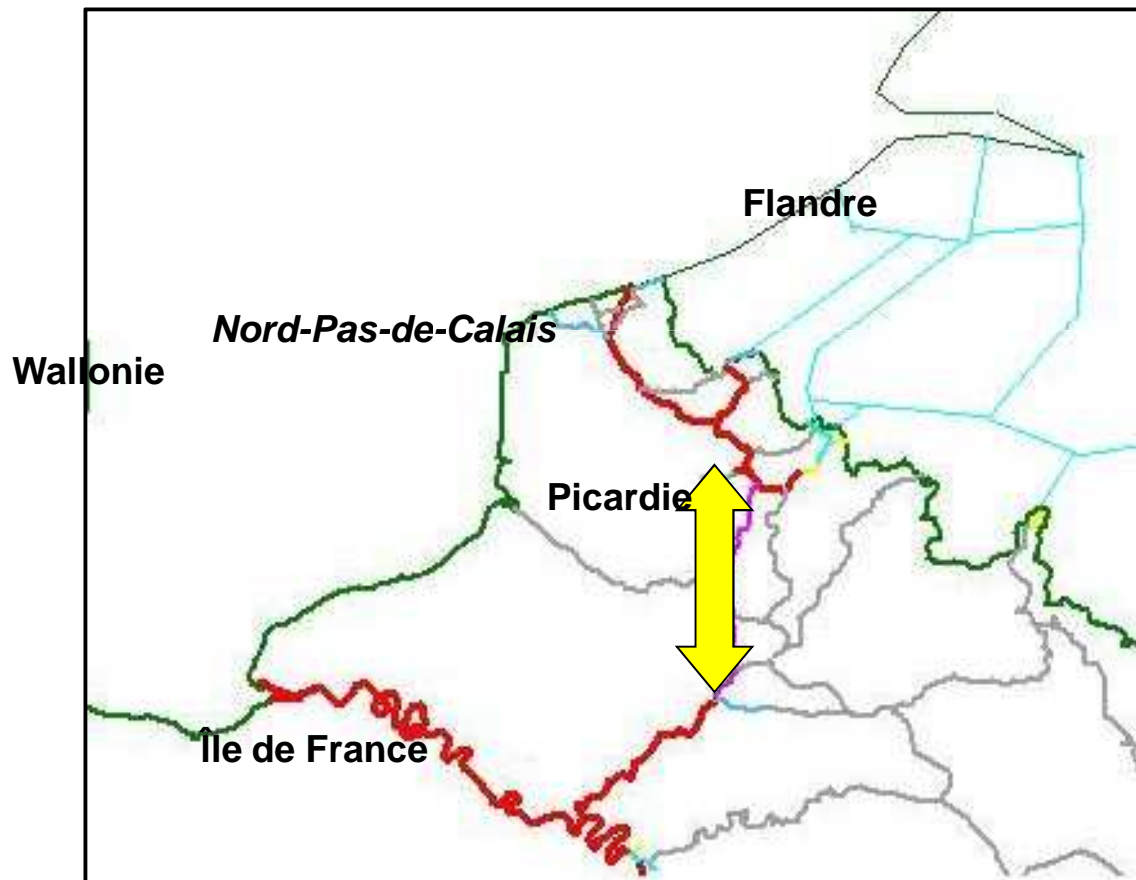 Flandre
Nord-Pas-de-Calais
Wallonie
Picardie
Île de France